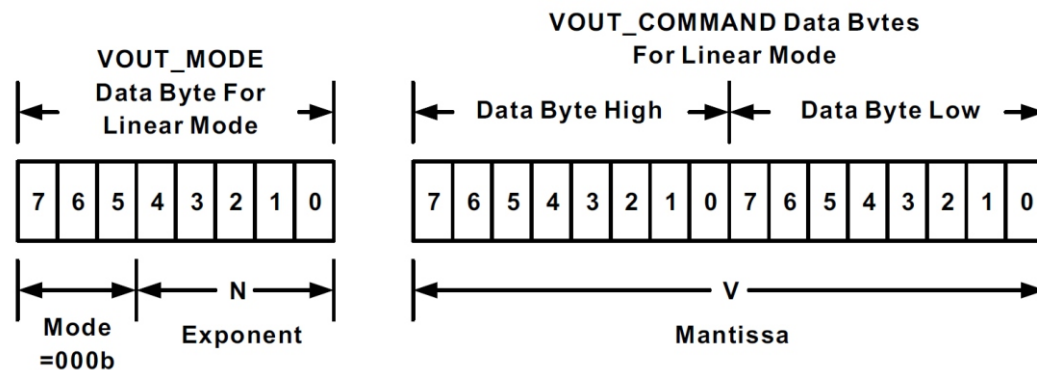 VOUT_MODE
Data Byte For
Linear Mode
VOUT_COMMAND Data Bvtes
For Linear Mode
Data Byte High
Data Byte Low
7 6 5 4 3 2 1 0
7 6 5 4 3 2 1 0 7 6 5 4 3 2 1 0
N
V
Mode
=000b
Exponent
Mantissa